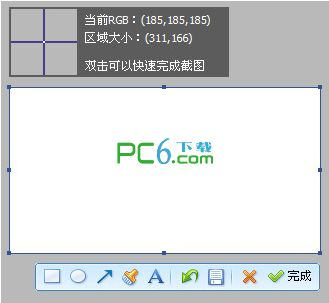 当前RGB：(185,185,185)
区域大小：(311,166)
双击可以快速完成截图
PC6下载
.com
A
完成